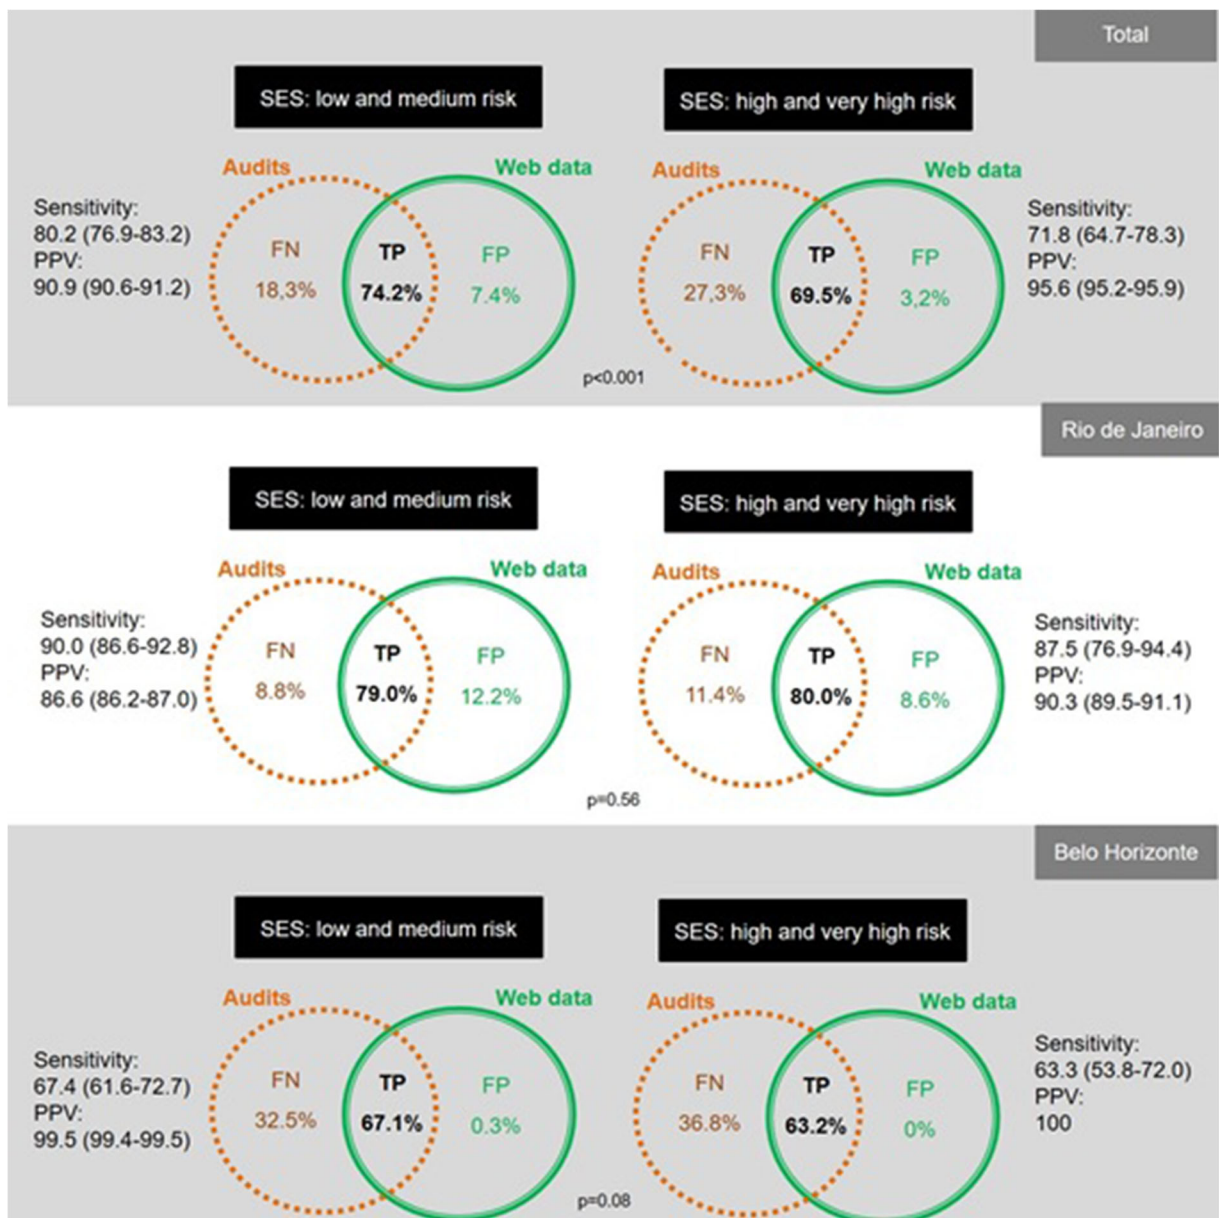 Total
SES: low and medium risk
SES: high and very high risk
Audits
Web data
Audits
Web data
Sensitivity:
80.2 (76.9-83.2)
PPV:
90.9 (90.6-91.2)
FN
18,3%
TP
74.2%
FP
7.4%
FN
27,3%
TP
69.5%
FP
3,2%
Sensitivity:
71.8 (64.7-78.3)
PPV:
95.6 (95.2-95.9)
p<0.001
Rio de Janeiro
SES: low and medium risk
SES: high and very high risk
Audits
Web data
Audits
Web data
Sensitivity:
90.0 (86.6-92.8)
PPV:
86.6 (86.2-87.0)
FN
8.8%
TP
79.0%
FP
12.2%
FN
11.4%
TP
80.0%
FP
8.6%
Sensitivity:
87.5 (76.9-94.4)
PPV:
90.3 (89.5-91.1)
p=0.56
Belo Horizonte
SES: low and medium risk
SES: high and very high risk
Audits
Web data
Audits
Web data
Sensitivity:
67.4 (61.6-72.7)
PPV:
99.5 (99.4-99.5)
FN
32.5%
TP
67.1%
FP
0.3%
FN
36.8%
TP
63.2%
FP
0%
Sensitivity:
63.3 (53.8-72.0)
PPV:
100
p=0.08